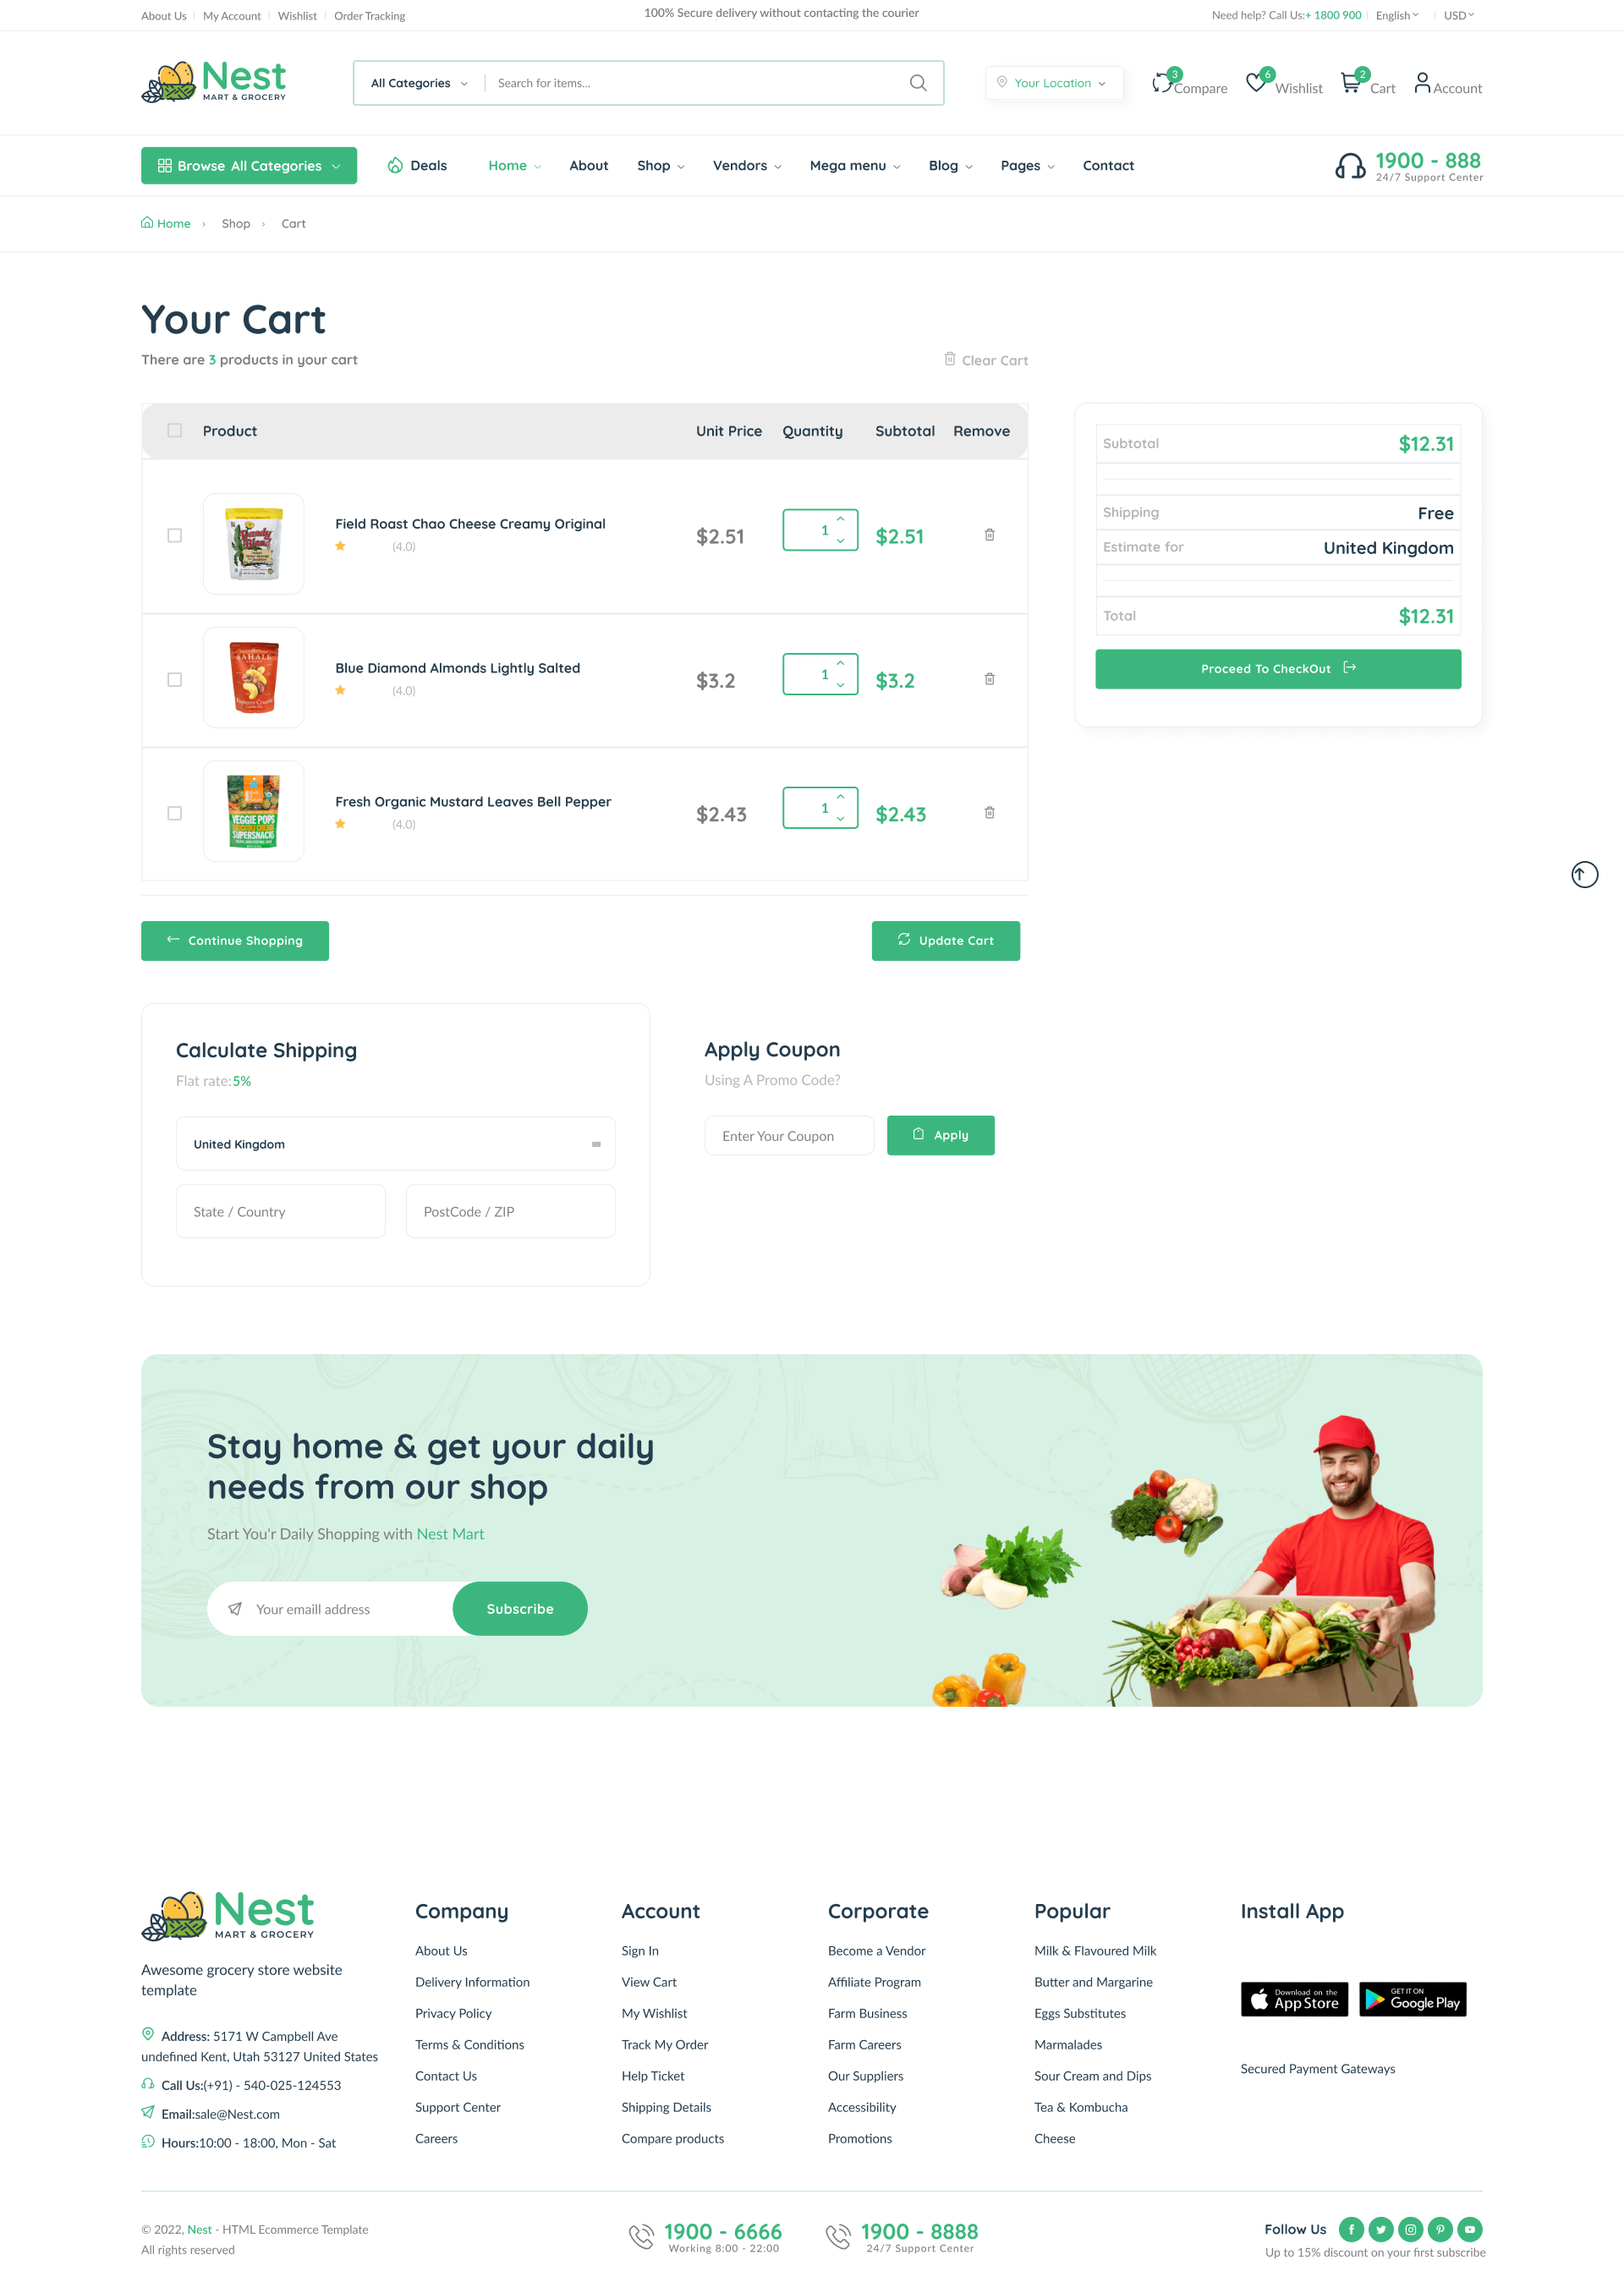 About Us
My Account
Wishlist
Order Tracking
100% Secure delivery without contacting the courier
Need help? Call Us:+ 1800 900
English
USD
Nest
MART & GROCERY
All Categories
Search for items...
Your Location
3
Compare
6
Wishlist
2
Cart
Account
Browse All Categories
Deals
Home
About
Shop
Vendors
Mega menu
Blog
Pages
Contact
1900 - 888
24/7 Support Center
Home
Shop
Cart
Your Cart
There are 3 products in your cart
Clear Cart
Product
Unit Price
Quantity
Subtotal
Remove
Field Roast Chao Cheese Creamy Original
(4.0)
$2.51
1
$2.51
Blue Diamond Almonds Lightly Salted
(4.0)
$3.2
1
$3.2
VEGGIE POPS
SUPERSNACKS
Fresh Organic Mustard Leaves Bell Pepper
(4.0)
$2.43
1
$2.43
Subtotal
$12.31
Shipping
Free
Estimate for
United Kingdom
Total
$12.31
Proceed To CheckOut
Continue Shopping
Update Cart
Calculate Shipping
Flat rate:5%
United Kingdom
State / Country
PostCode / ZIP
Apply Coupon
Using A Promo Code?
Enter Your Coupon
Apply
Stay home & get your daily
needs from our shop
Start You'r Daily Shopping with Nest Mart
Your emaill address
Subscribe
Nest
MART & GROCERY
Awesome grocery store website
template
Address: 5171 W Campbell Ave
undefined Kent, Utah 53127 United States
Call Us:(+91) - 540-025-124553
Email:sale@Nest.com
Hours:10:00 - 18:00, Mon - Sat
Company
About Us
Delivery Information
Privacy Policy
Terms & Conditions
Contact Us
Support Center
Careers
Account
Sign In
View Cart
My Wishlist
Track My Order
Help Ticket
Shipping Details
Compare products
Corporate
Become a Vendor
Affiliate Program
Farm Business
Farm Careers
Our Suppliers
Accessibility
Promotions
Popular
Milk & Flavoured Milk
Butter and Margarine
Eggs Substitutes
Marmalades
Sour Cream and Dips
Tea & Kombucha
Cheese
Install App
Download on the
App Store
GET IT ON
Google Play
Secured Payment Gateways
© 2022, Nest - HTML Ecommerce Template
All rights reserved
1900 - 6666
Working 8:00 - 22:00
1900 - 8888
24/7 Support Center
Follow Us
Up to 15% discount on your first subscribe